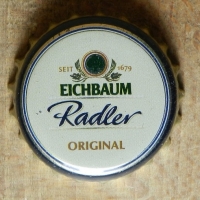 SEIT 1679
EICHBAUM
Radler
ORIGINAL